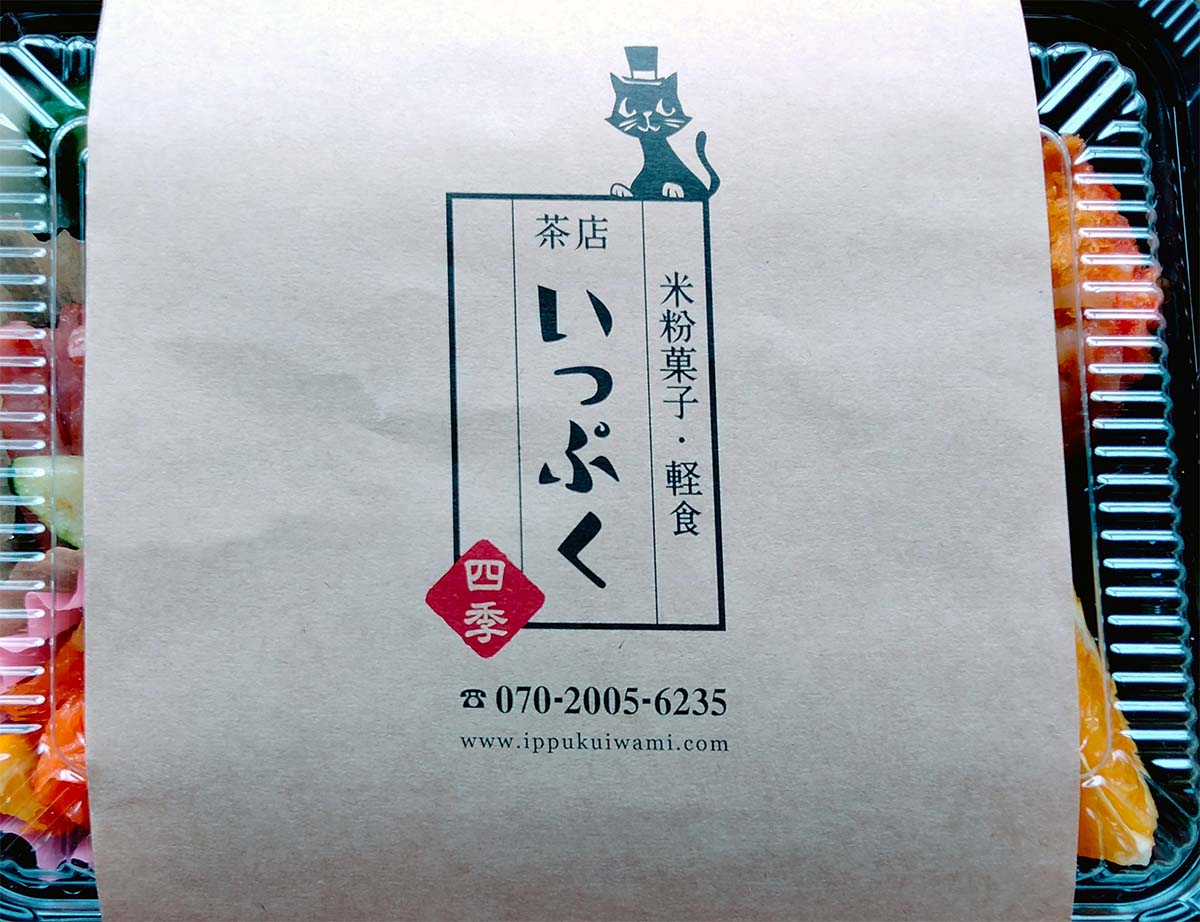 米粉菓子・軽食
茶店
いっぷく
四季
☎070-2005-6235
www.ippukuiwami.com